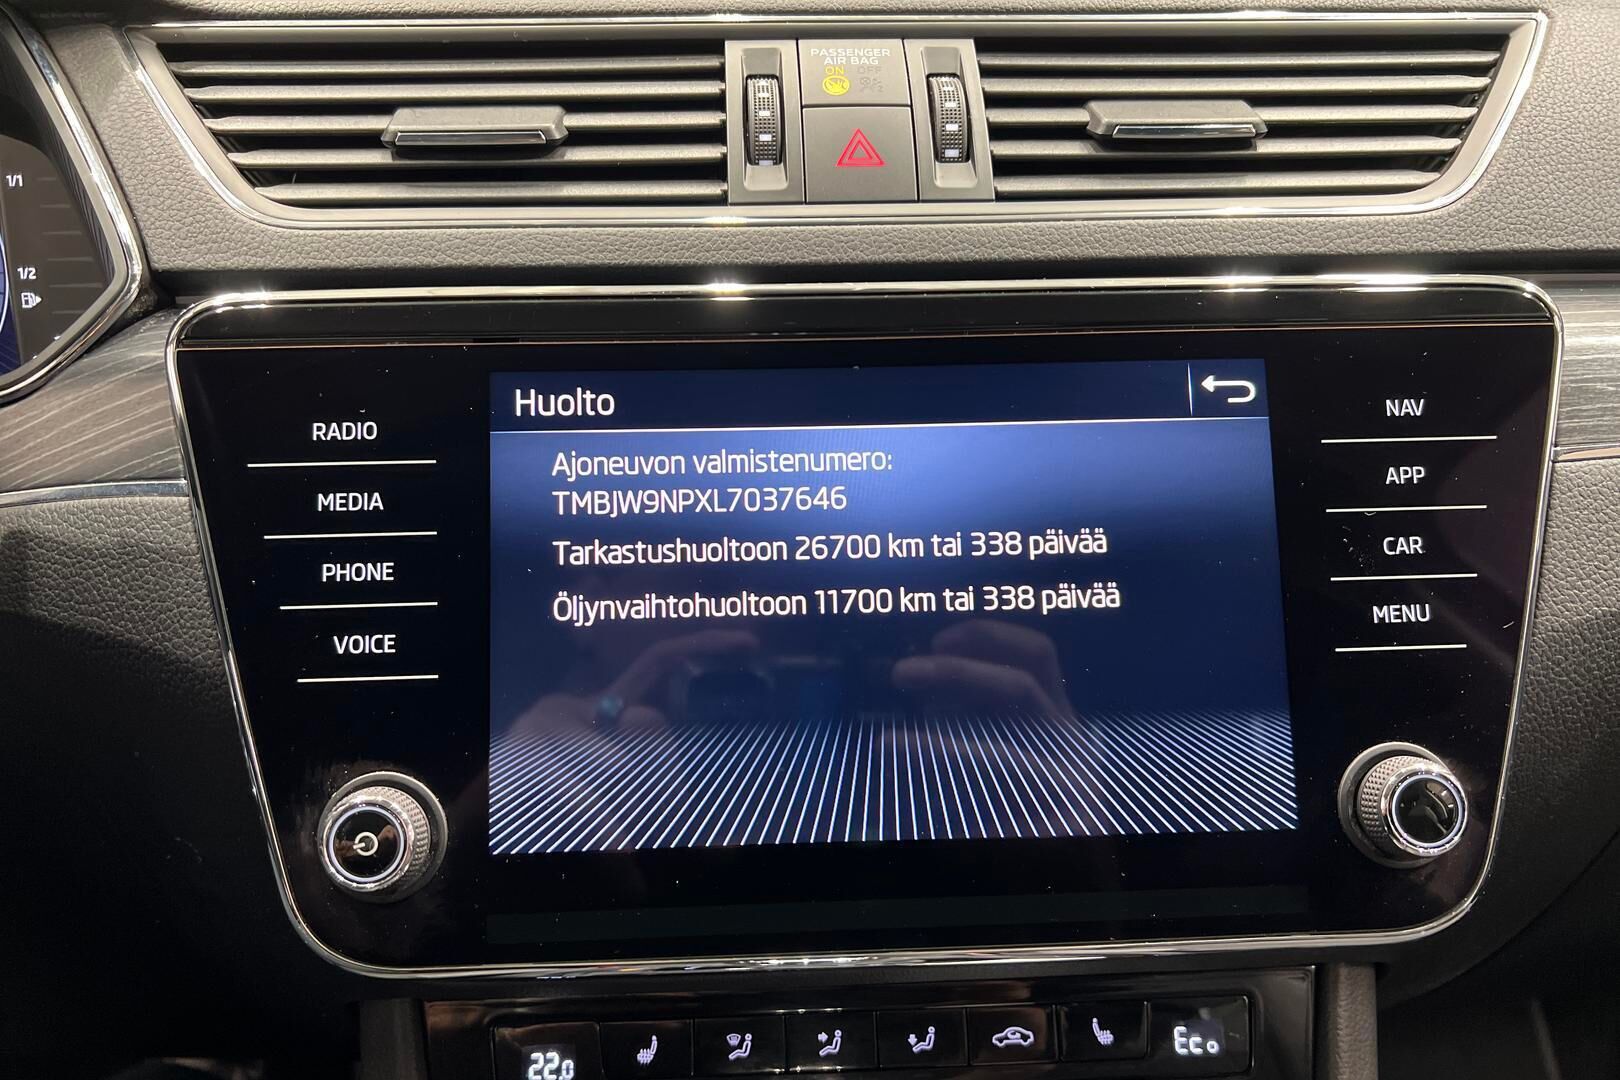 PASSENGER
AIR BAG
ON OFF
1/1
1/2
Huolto
RADIO
MEDIA
PHONE
VOICE
Ajoneuvon valmistenumero:
TMBJW9NPXL7037646
Tarkastushuoltoon 26700 km tai 338 päivää
Öljynvaihtohuoltoon 11700 km tai 338 päivää
NAV
APP
CAR
MENU
22.0
Eco